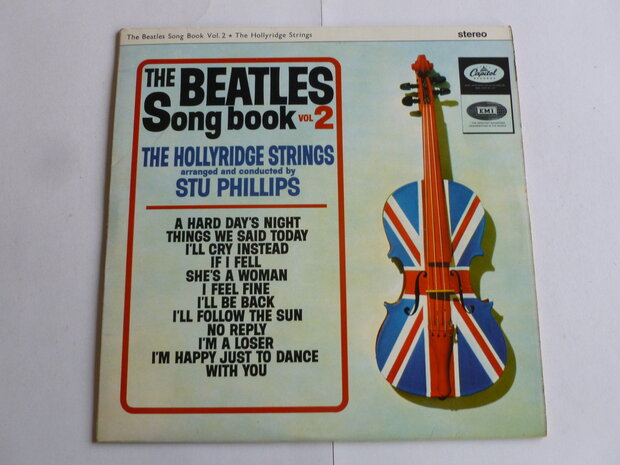 The Beatles Song Book Vol. 2 ★ The Hollyridge Strings
stereo
THE BEATLES
Song book VOL 2
THE HOLLYRIDGE STRINGS
arranged and conducted by
STU PHILLIPS
A HARD DAY'S NIGHT
THINGS WE SAID TODAY
I'LL CRY INSTEAD
IF I FELL
SHE'S A WOMAN
I FEEL FINE
I'LL BE BACK
I'LL FOLLOW THE SUN
NO REPLY
I'M A LOSER
I'M HAPPY JUST TO DANCE
WITH YOU
Capitol
EMI